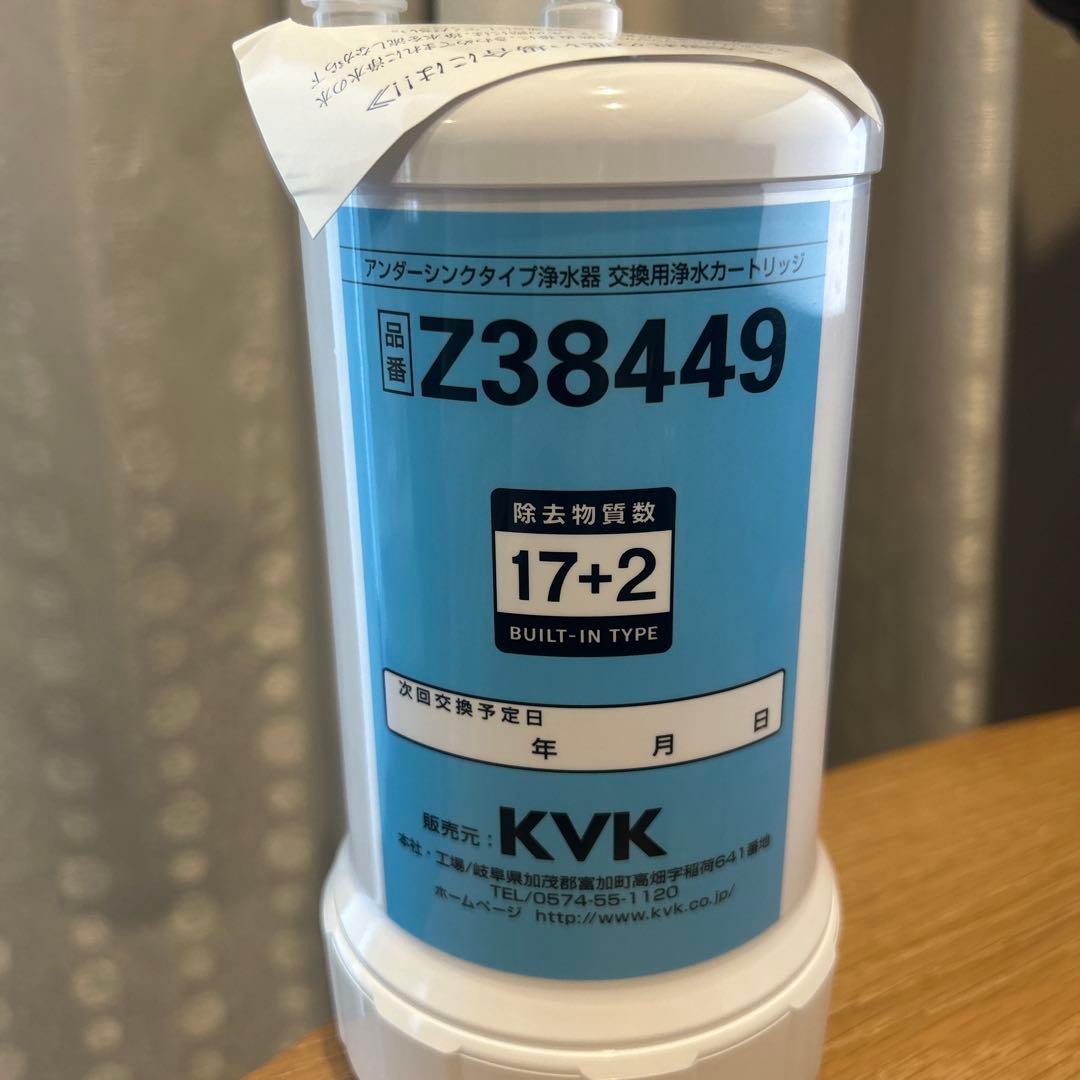 アンダーシンクタイプ浄水器 交換用浄水カートリッジ
品番 Z38449
除去物質数
17+2
BUILT-IN TYPE
次回交換予定日
年 月 日
販売元：KVK
本社・工場/岐阜県加茂郡富加町高畑字稲荷641番地
TEL/0574-55-1120
ホームページ http://www.kvk.co.jp/